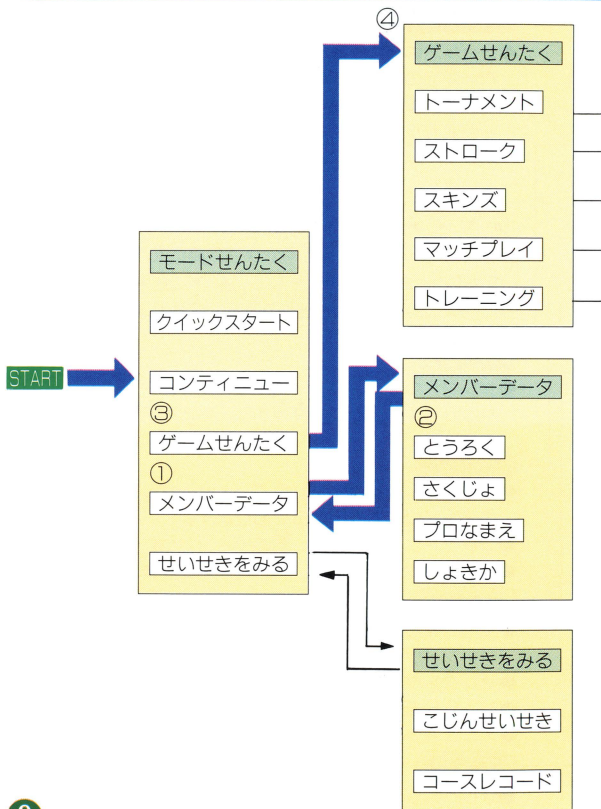 START
モードせんたく
クイックスタート
コンティニュー
③
ゲームせんたく
①
メンバーデータ
せいせきをみる
④
ゲームせんたく
トーナメント
ストローク
スキンズ
マッチプレイ
トレーニング
メンバーデータ
②
とうろく
さくじょ
プロなまえ
しょきか
せいせきをみる
こじんせいせき
コースレコード